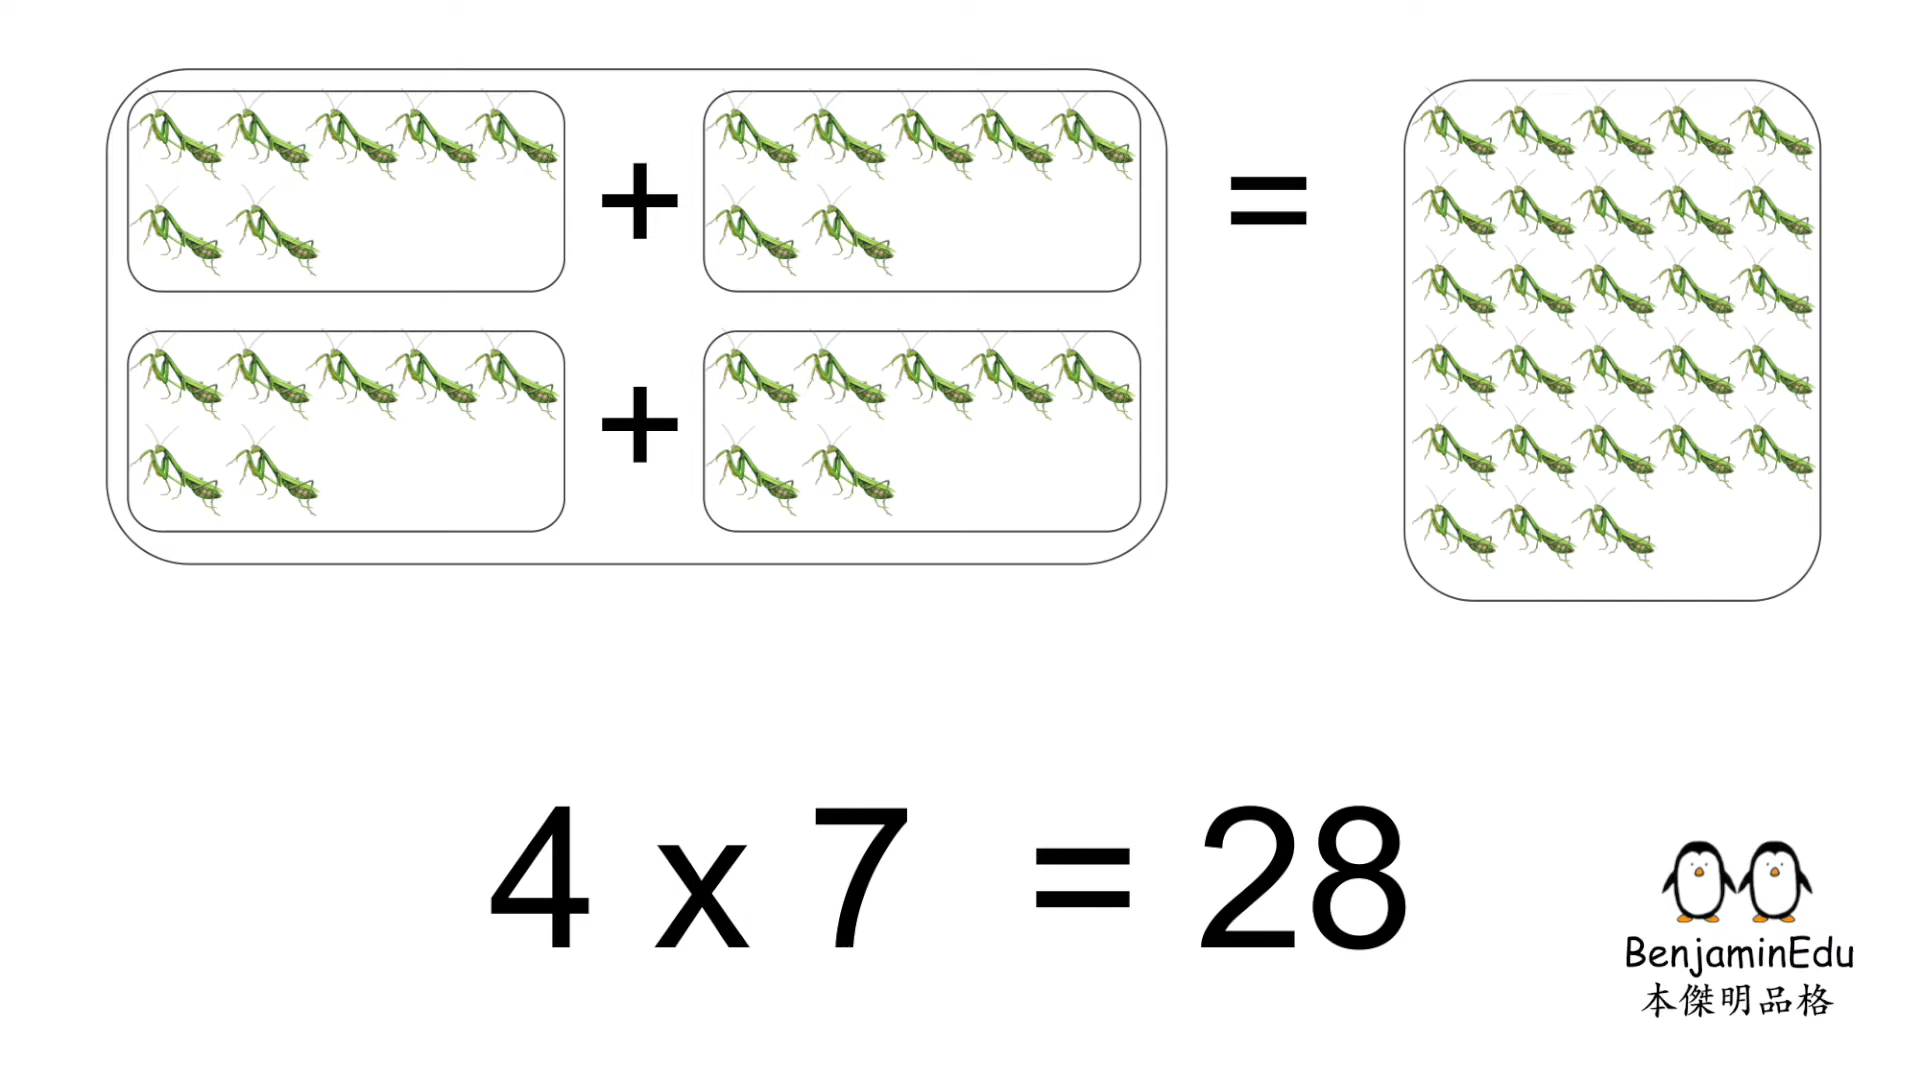 + =
+
4 x 7 = 28
BenjaminEdu
本傑明品格